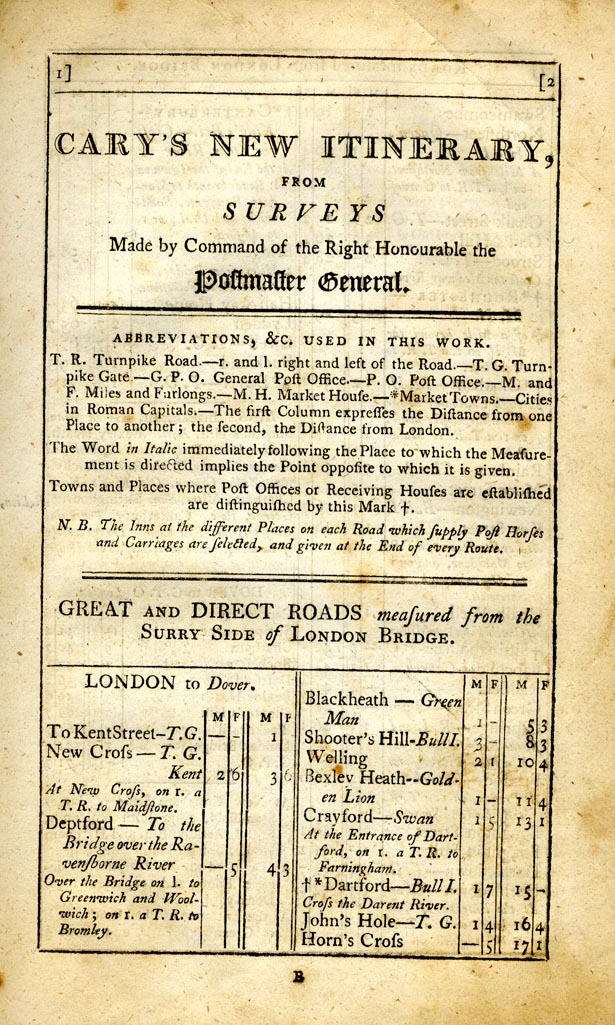 1] [2
CARY'S NEW ITINERARY,
FROM
SURVEYS
Made by Command of the Right Honourable the
Poſtmaſter General.
ABBREVIATIONS, &C. USED IN THIS WORK.
T. R. Turnpike Road.—r. and l. right and left of the Road.—T. G. Turn-
pike Gate.—G. P. O. General Poſt Office.—P. O. Poſt Office.—M. and
F. Miles and Furlongs.—M. H. Market Houſe.—*Market Towns.—Cities
in Roman Capitals.—The firſt Column expreſſes the Diſtance from one
Place to another; the ſecond, the Diſtance from London.
The Word in Italic immediately following the Place to which the Meaſure-
ment is directed implies the Point oppoſite to which it is given.
Towns and Places where Poſt Offices or Receiving Houſes are eſtabliſhed
are diſtinguiſhed by this Mark †.
N. B. The Inns at the different Places on each Road which ſupply Poſt Horſes
and Carriages are ſelected, and given at the End of every Route.
GREAT AND DIRECT ROADS meaſured from the
SURRY SIDE of LONDON BRIDGE.
LONDON to Dover.
M F M F
To Kent Street—T.G. — – 1
New Croſs — T. G.
Kent 2 6 3 6
At New Croſs, on r. a
T. R. to Maidſtone.
Deptford — To the
Bridge over the Ra-
venſborne River — 5 4 3
Over the Bridge on l. to
Greenwich and Wool-
wich; on r. a T. R. to
Bromley.
M F M F
Blackheath — Green
Man 1 – 5 3
Shooter's Hill-Bull I. 3 – 8 3
Welling 2 1 10 4
Bexley Heath--Gold-
en Lion 1 – 11 4
Crayford—Swan 1 5 13 1
At the Entrance of Dart-
ford, on r. a T. R. to
Farningham.
†*Dartford—Bull I. 1 7 15 –
Croſs the Darent River.
John's Hole—T. G. 1 4 16 4
Horn's Croſs — 5 17 1
B